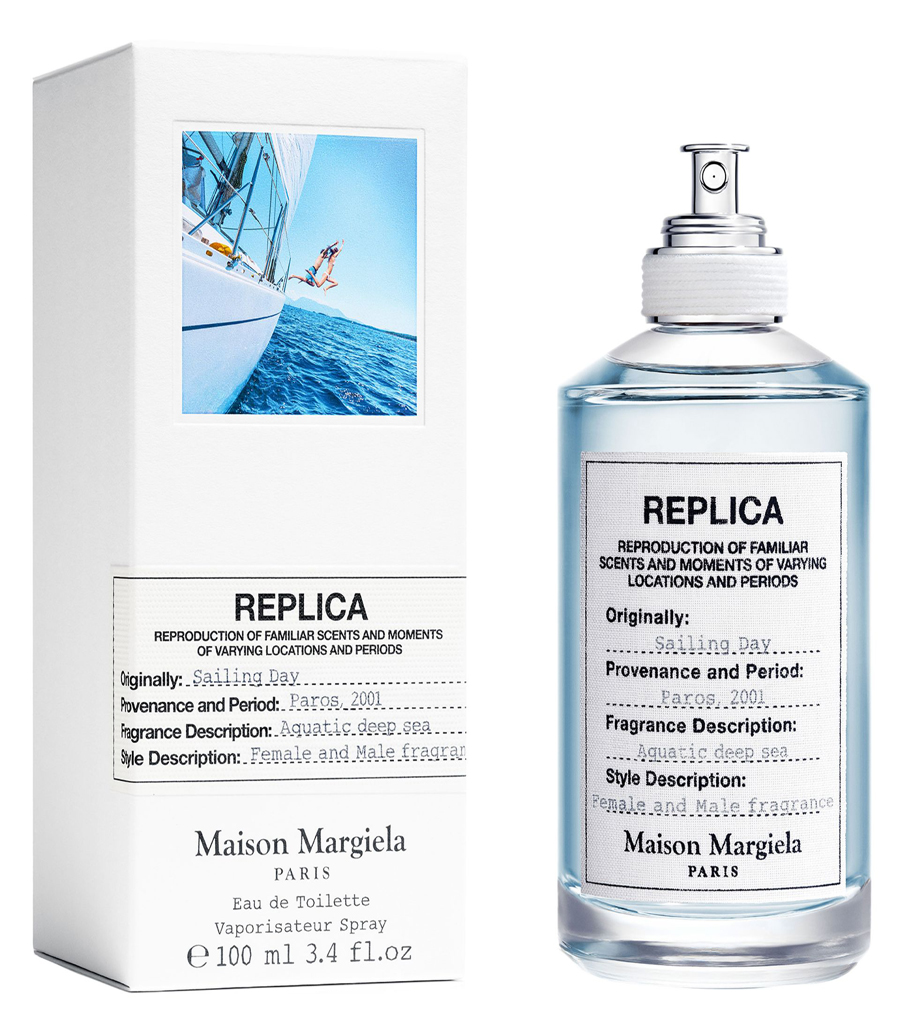 REPLICA
REPRODUCTION OF FAMILIAR SCENTS AND MOMENTS
OF VARYING LOCATIONS AND PERIODS
Originally: Sailing Day
Provenance and Period: Paros, 2001
Fragrance Description: Aquatic deep sea
Style Description: Female and Male fragran
Maison Margiela
PARIS
Eau de Toilette
Vaporisateur Spray
℮ 100 ml 3.4 fl.oz
REPLICA
REPRODUCTION OF FAMILIAR
SCENTS AND MOMENTS OF VARYING
LOCATIONS AND PERIODS
Originally:
Sailing Day
Provenance and Period:
Paros, 2001
Fragrance Description:
Aquatic deep sea
Style Description:
Female and Male fragrance
Maison Margiela
PARIS